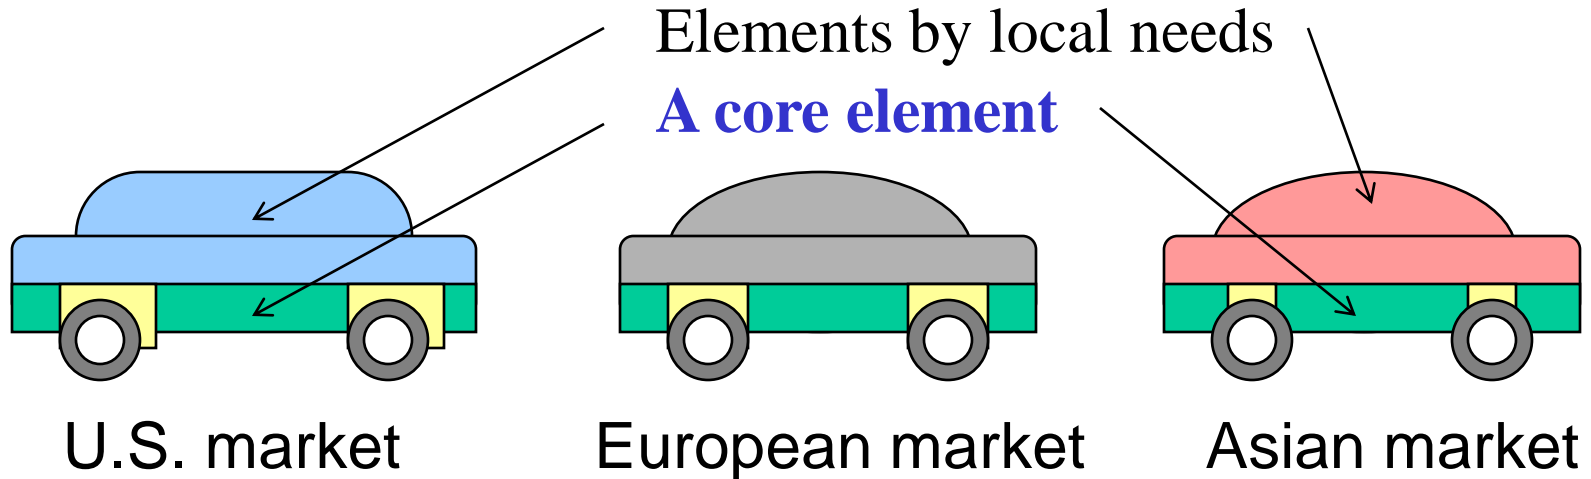 Elements by local needs
A core element
U.S. market
European market
Asian market